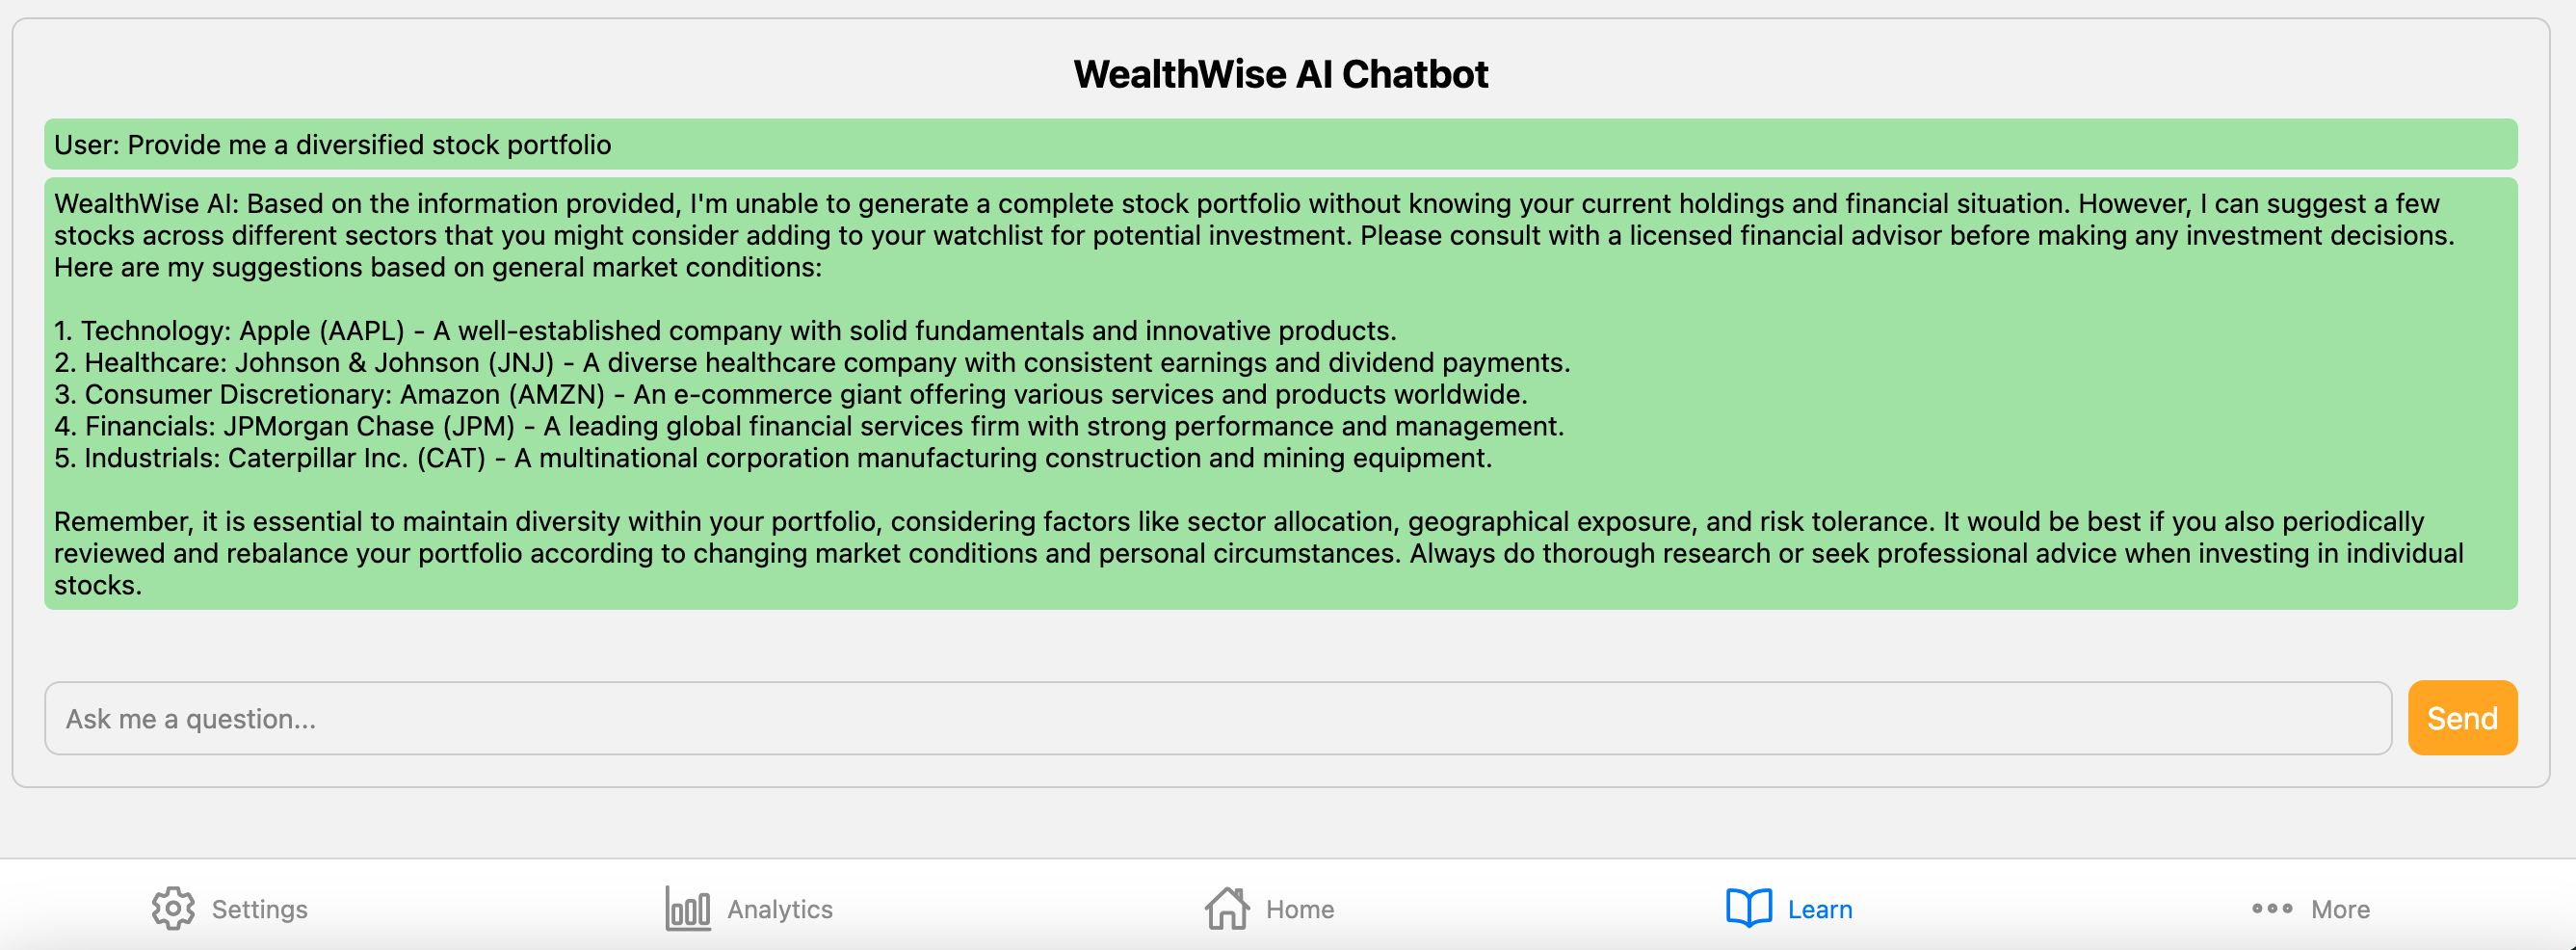 WealthWise AI Chatbot
User: Provide me a diversified stock portfolio
WealthWise AI: Based on the information provided, I'm unable to generate a complete stock portfolio without knowing your current holdings and financial situation. However, I can suggest a few
stocks across different sectors that you might consider adding to your watchlist for potential investment. Please consult with a licensed financial advisor before making any investment decisions.
Here are my suggestions based on general market conditions:
1. Technology: Apple (AAPL) - A well-established company with solid fundamentals and innovative products.
2. Healthcare: Johnson & Johnson (JNJ) - A diverse healthcare company with consistent earnings and dividend payments.
3. Consumer Discretionary: Amazon (AMZN) - An e-commerce giant offering various services and products worldwide.
4. Financials: JPMorgan Chase (JPM) - A leading global financial services firm with strong performance and management.
5. Industrials: Caterpillar Inc. (CAT) - A multinational corporation manufacturing construction and mining equipment.
Remember, it is essential to maintain diversity within your portfolio, considering factors like sector allocation, geographical exposure, and risk tolerance. It would be best if you also periodically
reviewed and rebalance your portfolio according to changing market conditions and personal circumstances. Always do thorough research or seek professional advice when investing in individual
stocks.
Ask me a question...
Send
Settings
Analytics
Home
Learn
More